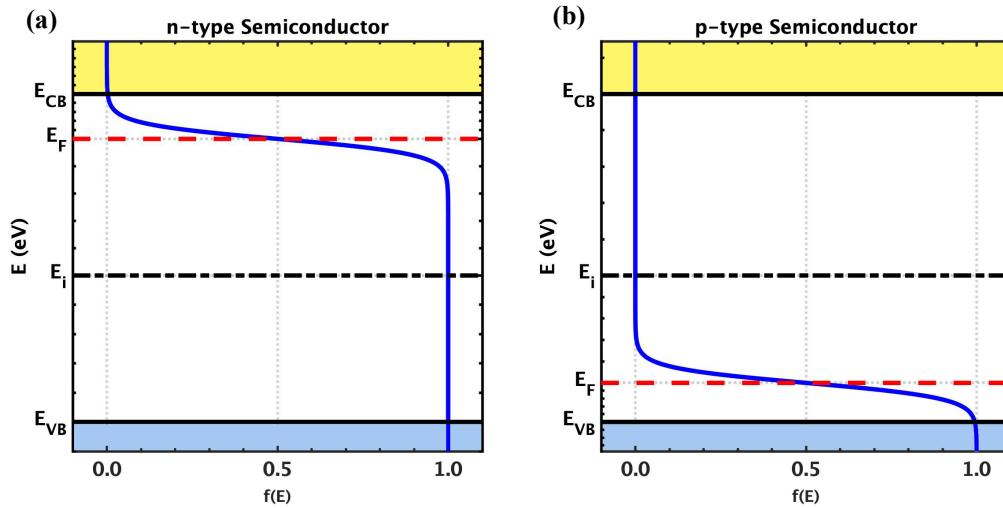 (a)
n-type Semiconductor
E_CB
E_F
E_i
E_VB
E (eV)
0.0 0.5 1.0
f(E)
(b)
p-type Semiconductor
E_CB
E_i
E_F
E_VB
E (eV)
0.0 0.5 1.0
f(E)